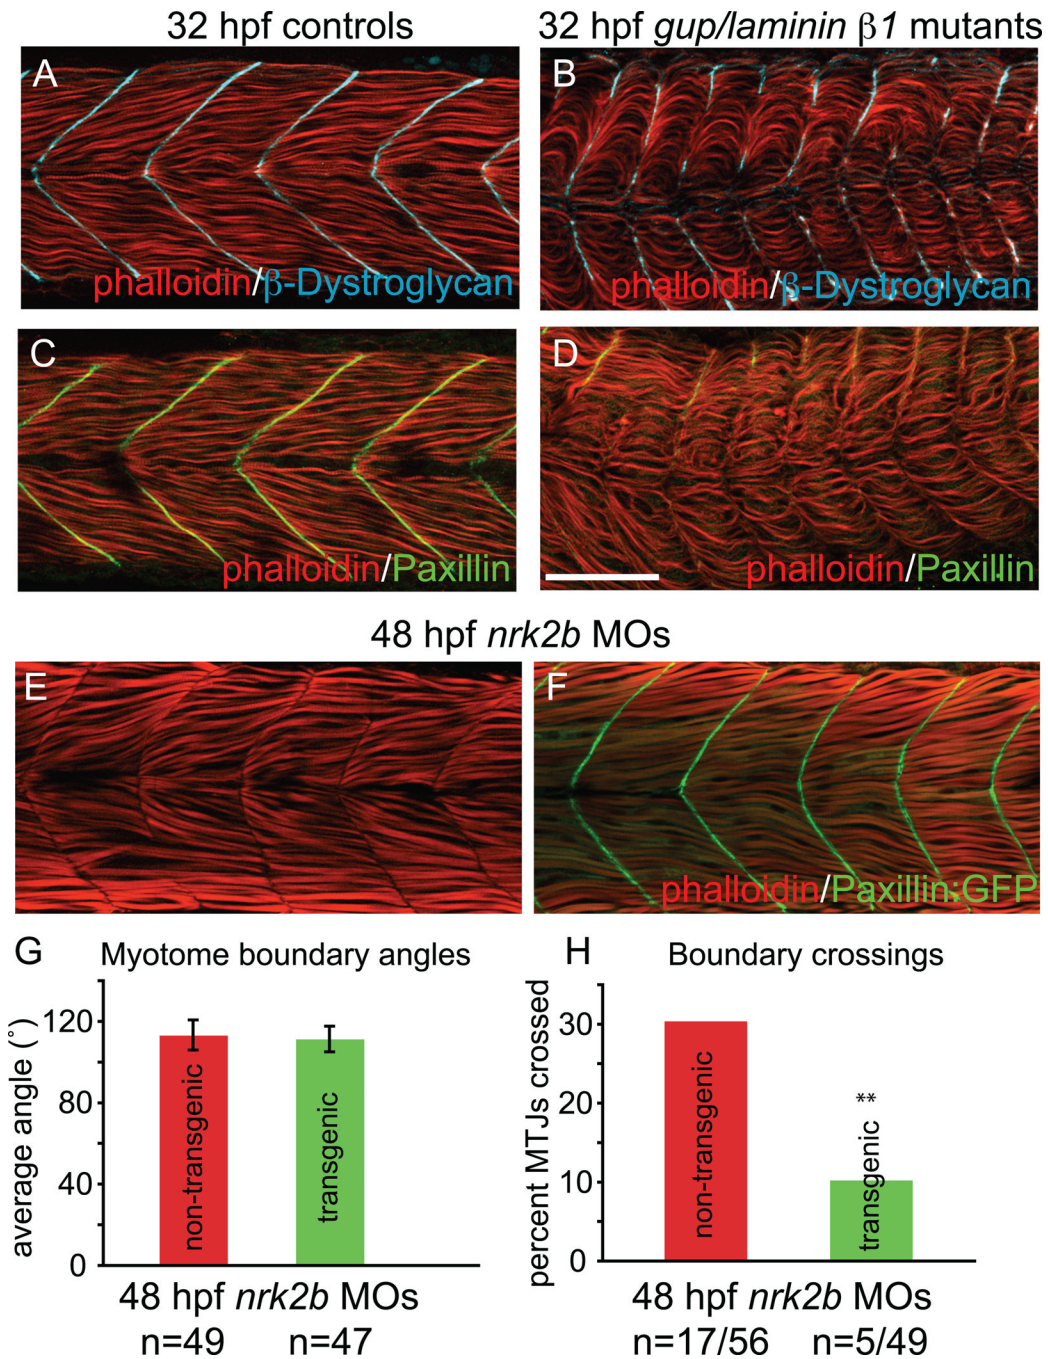 32 hpf controls
32 hpf gup/laminin β1 mutants
A
phalloidin/β-Dystroglycan
B
phalloidin/β-Dystroglycan
C
phalloidin/Paxillin
D
phalloidin/Paxillin
48 hpf nrk2b MOs
E
F
phalloidin/Paxillin:GFP
G
Myotome boundary angles
average angle (˚)
120
80
40
0
non-transgenic
transgenic
48 hpf nrk2b MOs
n=49
n=47
H
Boundary crossings
percent MTJs crossed
30
20
10
0
non-transgenic
**
transgenic
48 hpf nrk2b MOs
n=17/56
n=5/49